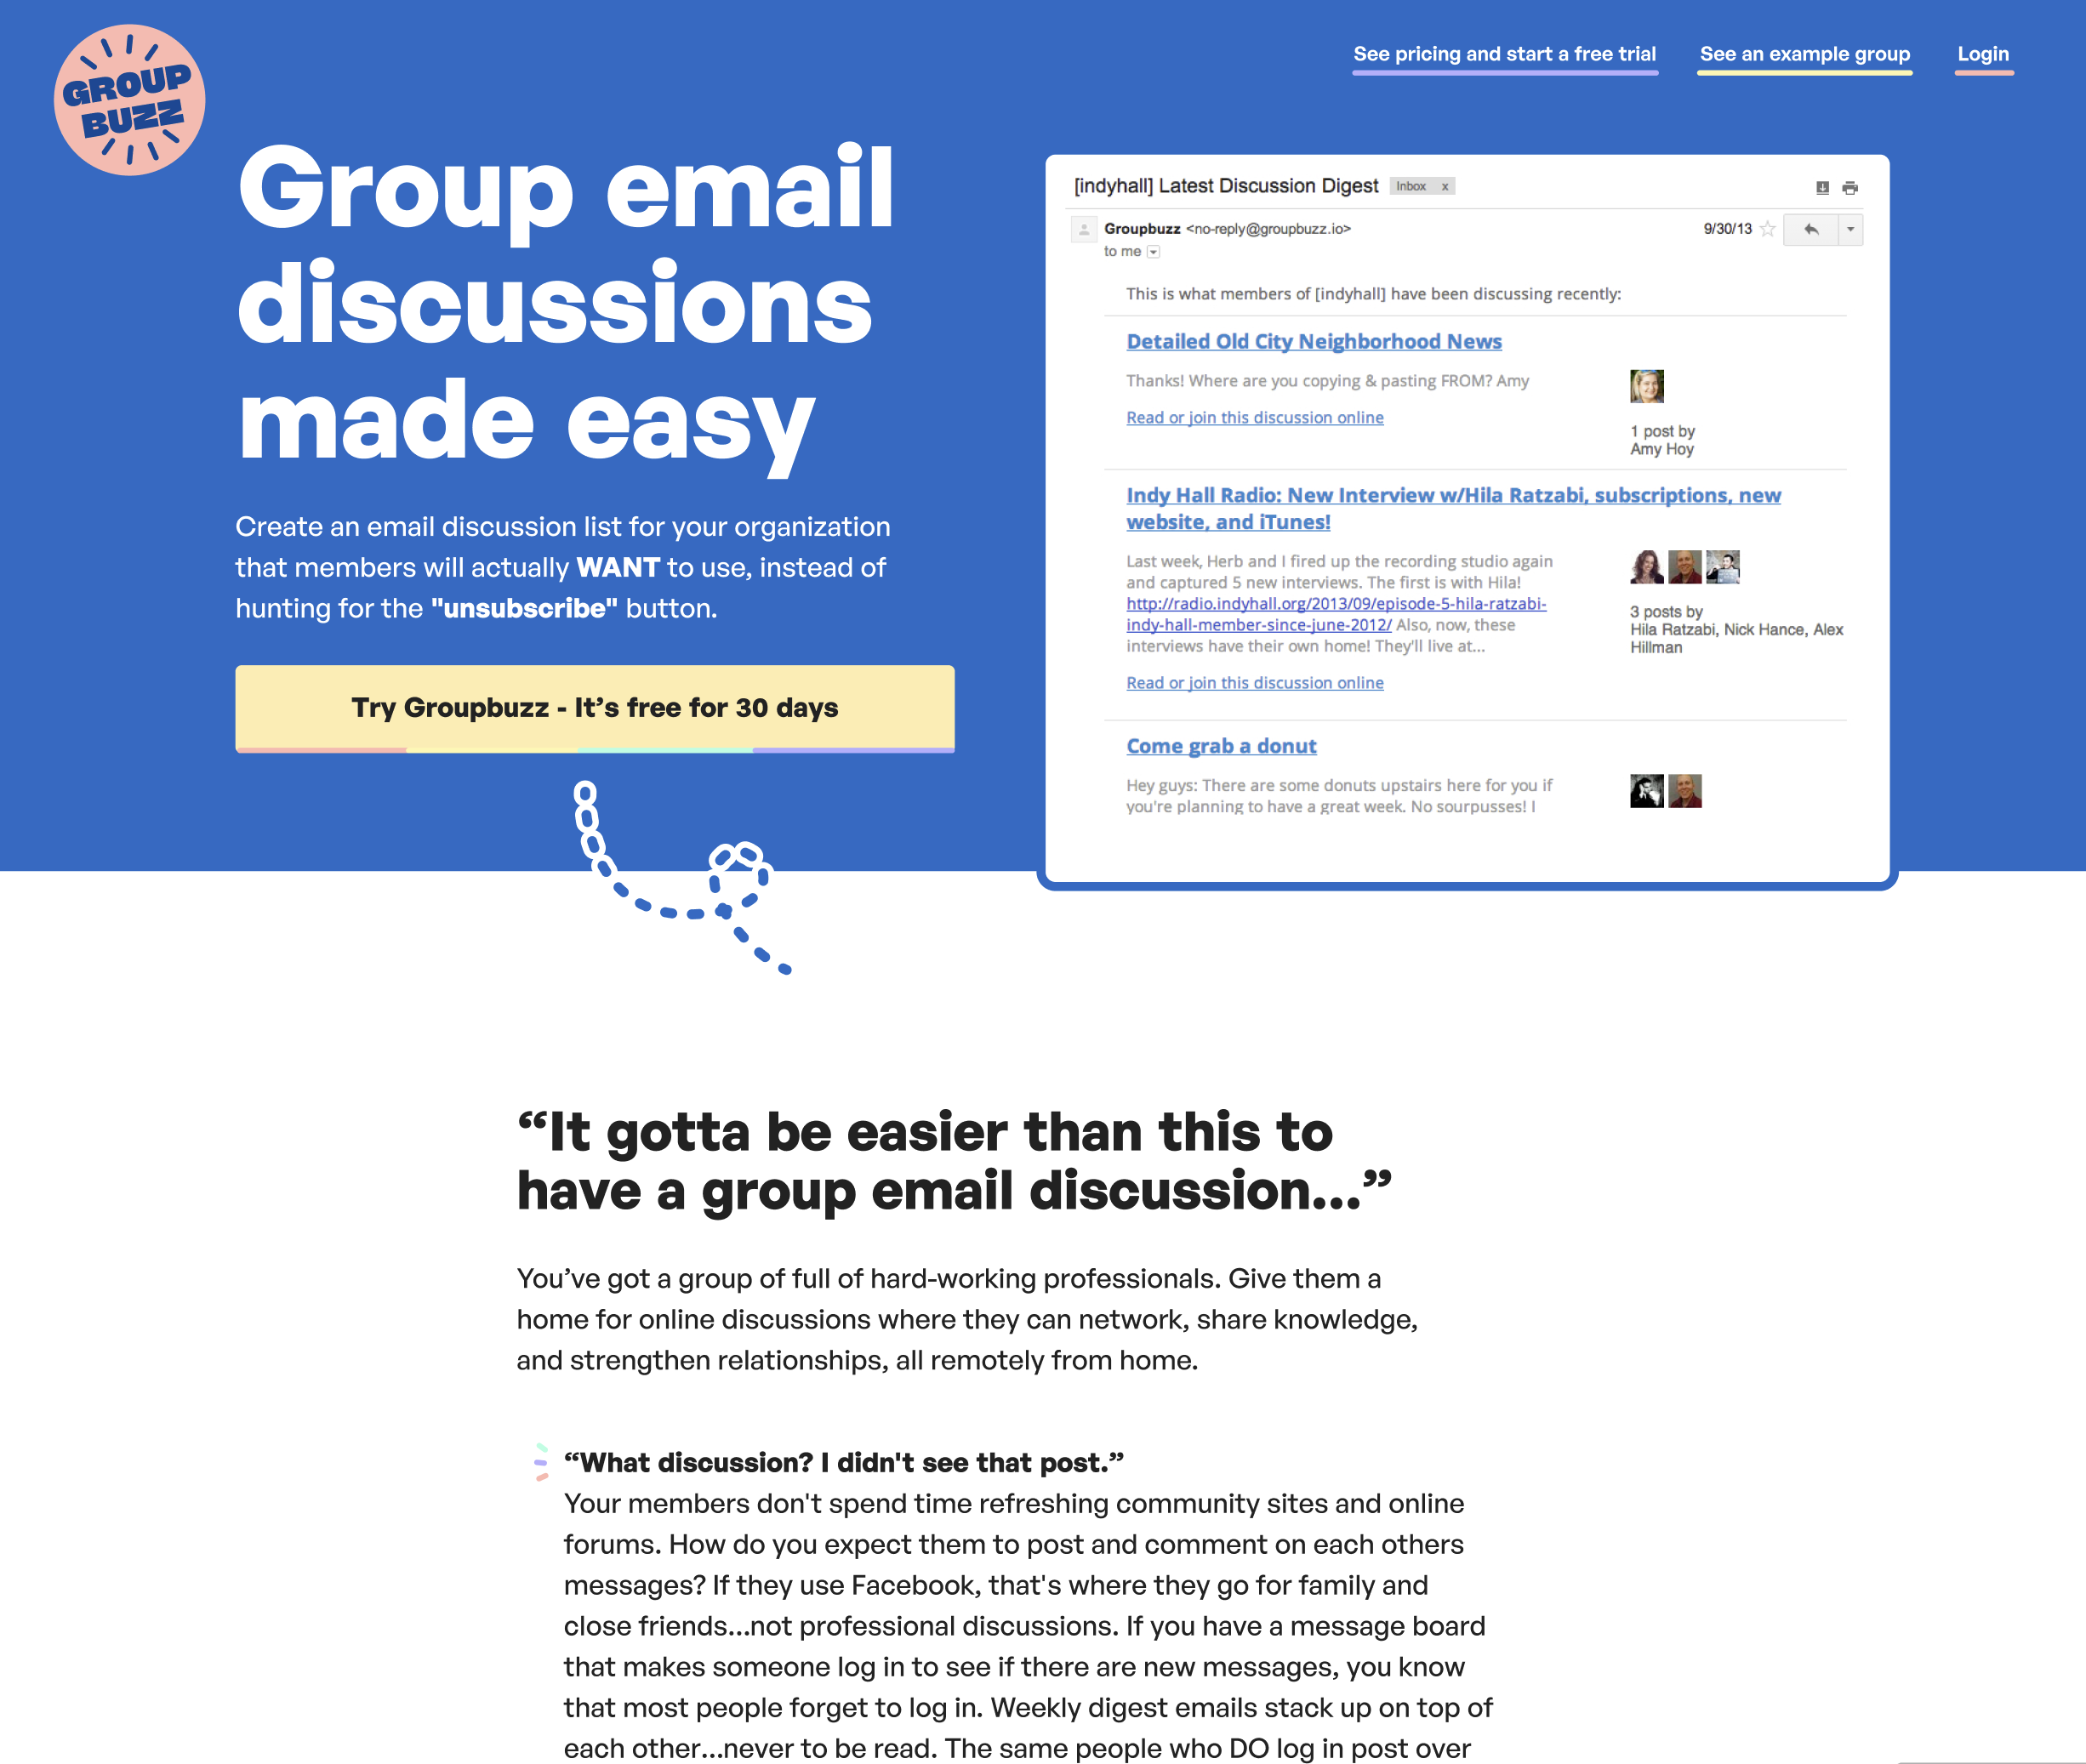 GROUP
BUZZ
See pricing and start a free trial
See an example group
Login
Group email
discussions
made easy
Create an email discussion list for your organization
that members will actually WANT to use, instead of
hunting for the "unsubscribe" button.
Try Groupbuzz - It’s free for 30 days
[indyhall] Latest Discussion Digest
Inbox x
Groupbuzz <no-reply@groupbuzz.io>
9/30/13
to me
This is what members of [indyhall] have been discussing recently:
Detailed Old City Neighborhood News
Thanks! Where are you copying & pasting FROM? Amy
Read or join this discussion online
1 post by
Amy Hoy
Indy Hall Radio: New Interview w/Hila Ratzabi, subscriptions, new
website, and iTunes!
Last week, Herb and I fired up the recording studio again
and captured 5 new interviews. The first is with Hila!
http://radio.indyhall.org/2013/09/episode-5-hila-ratzabi-
indy-hall-member-since-june-2012/ Also, now, these
interviews have their own home! They'll live at...
Read or join this discussion online
3 posts by
Hila Ratzabi, Nick Hance, Alex
Hillman
Come grab a donut
Hey guys: There are some donuts upstairs here for you if
you're planning to have a great week. No sourpusses! I
“It gotta be easier than this to
have a group email discussion...”
You’ve got a group of full of hard-working professionals. Give them a
home for online discussions where they can network, share knowledge,
and strengthen relationships, all remotely from home.
“What discussion? I didn't see that post.”
Your members don't spend time refreshing community sites and online
forums. How do you expect them to post and comment on each others
messages? If they use Facebook, that's where they go for family and
close friends...not professional discussions. If you have a message board
that makes someone log in to see if there are new messages, you know
that most people forget to log in. Weekly digest emails stack up on top of
each other...never to be read. The same people who DO log in post over